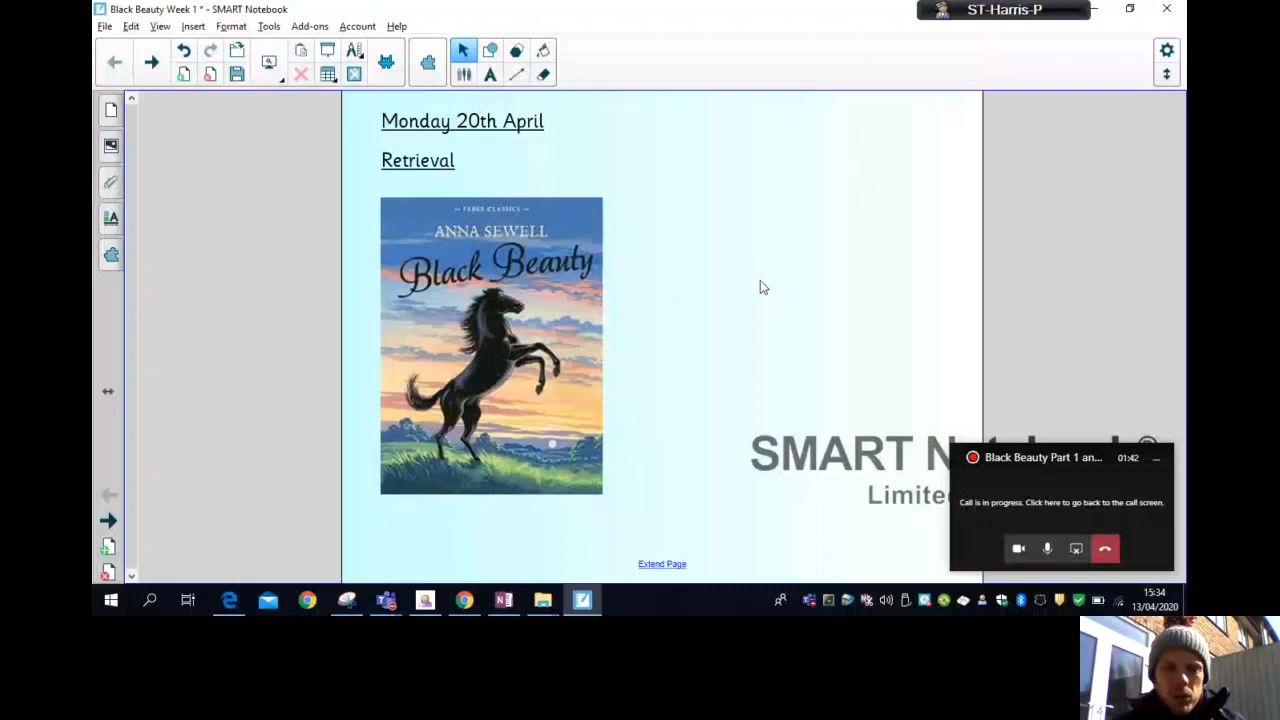 Black Beauty Week 1 * - SMART Notebook
ST-Harris-P
File Edit View Insert Format Tools Add-ons Account Help
Monday 20th April
Retrieval
FABER CLASSICS
ANNA SEWELL
Black Beauty
SMART
Limite
Black Beauty Part 1 an... 01:42
Call is in progress. Click here to go back to the call screen.
Extend Page
15:34
13/04/2020